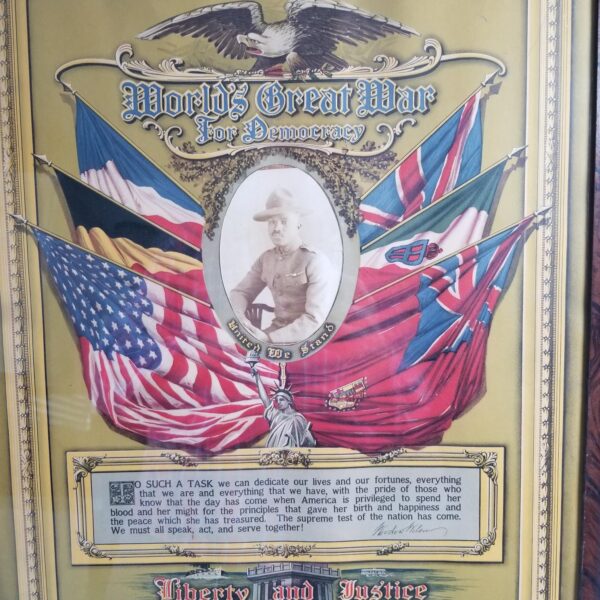 World's Great War
For Democracy
United We Stand
TO SUCH A TASK we can dedicate our lives and our fortunes, everything
that we are and everything that we have, with the pride of those who
know that the day has come when America is privileged to spend her
blood and her might for the principles that gave her birth and happiness and
the peace which she has treasured. The supreme test of the nation has come.
We must all speak, act, and serve together!
Woodrow Wilson
Liberty and Justice